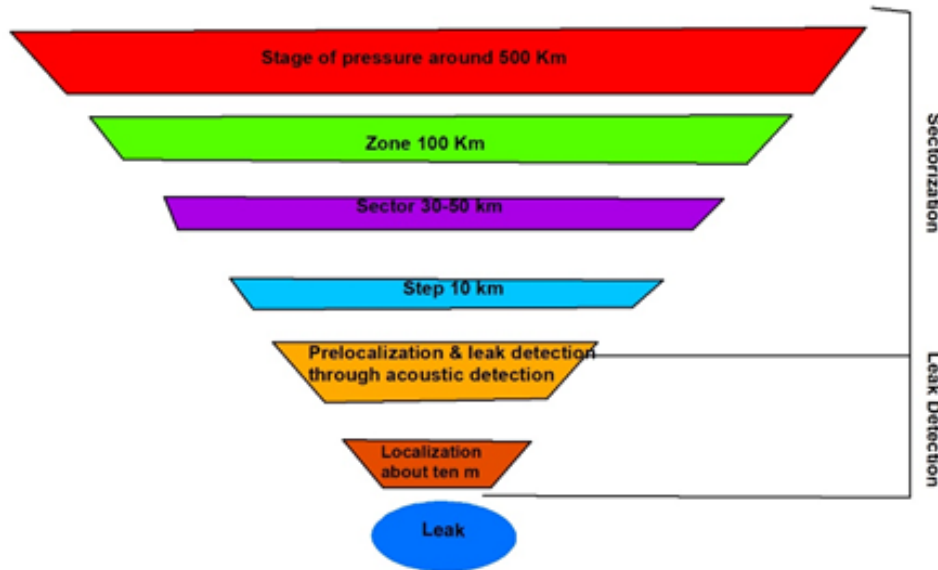 Stage of pressure around 500 Km
Zone 100 Km
Sector 30-50 km
Step 10 km
Prelocalization & leak detection
through acoustic detection
Localization
about ten m
Leak
Sectorization
Leak Detection